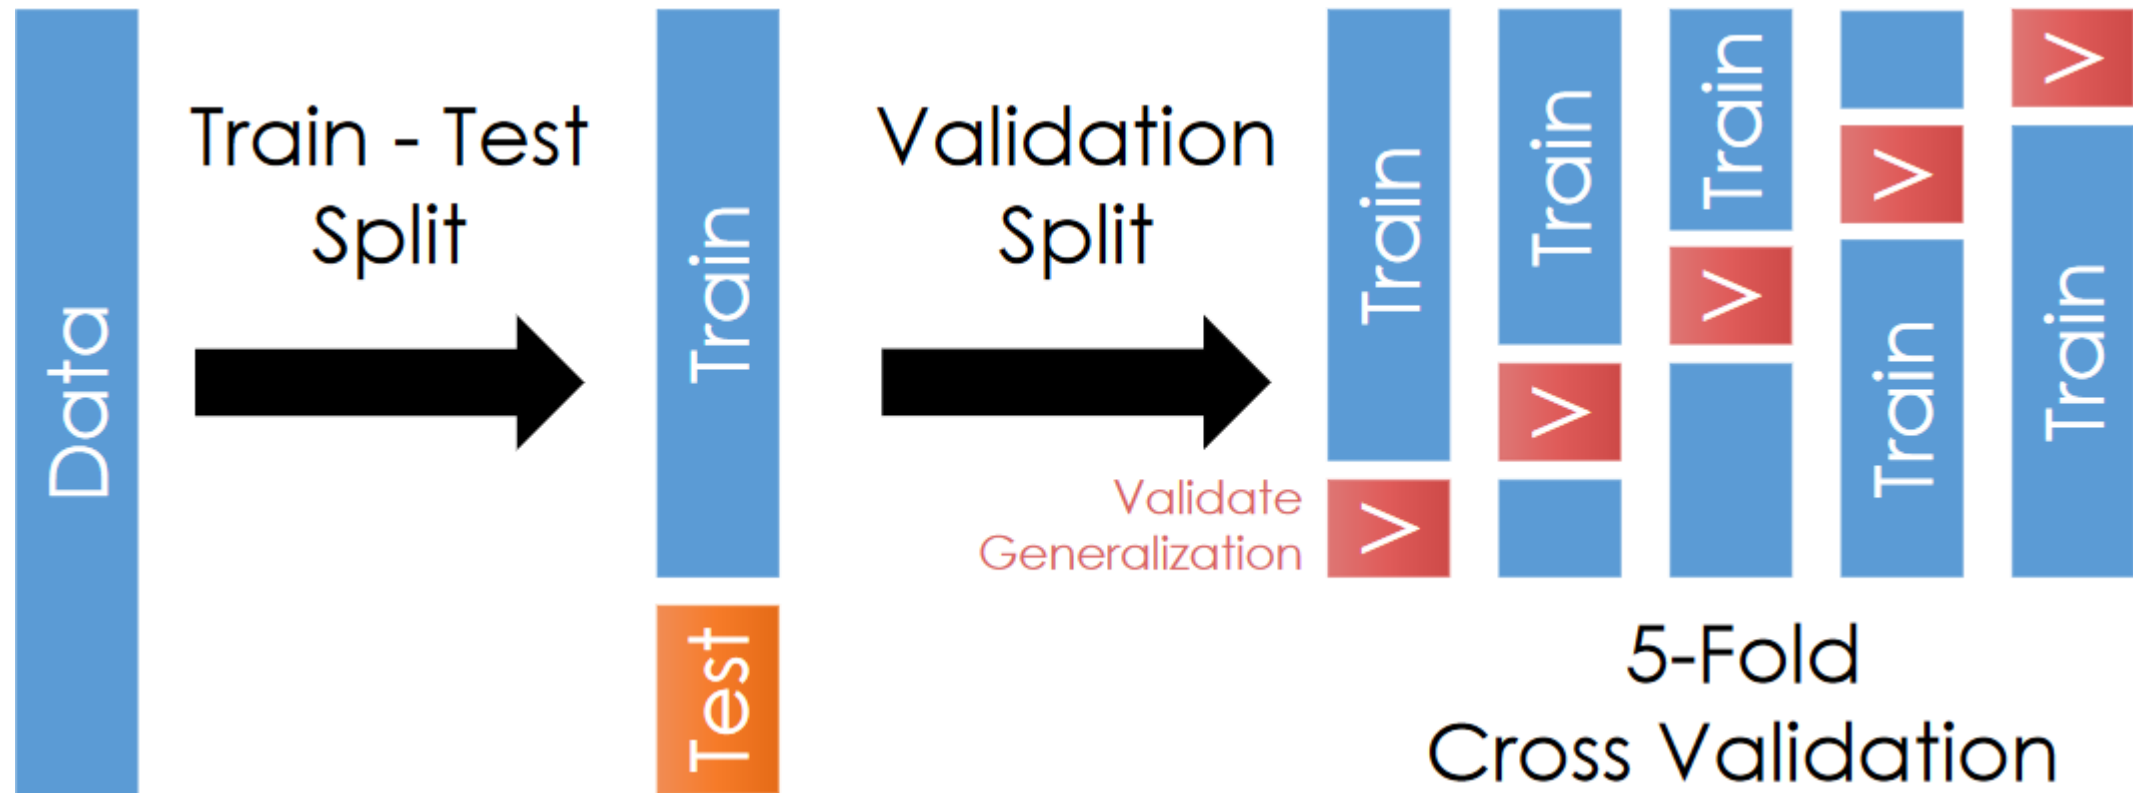 Data
Train - Test
Split
Train
Test
Validation
Split
Validate
Generalization
Train
V
Train
V
Train
V
V
Train
V
Train
5-Fold
Cross Validation